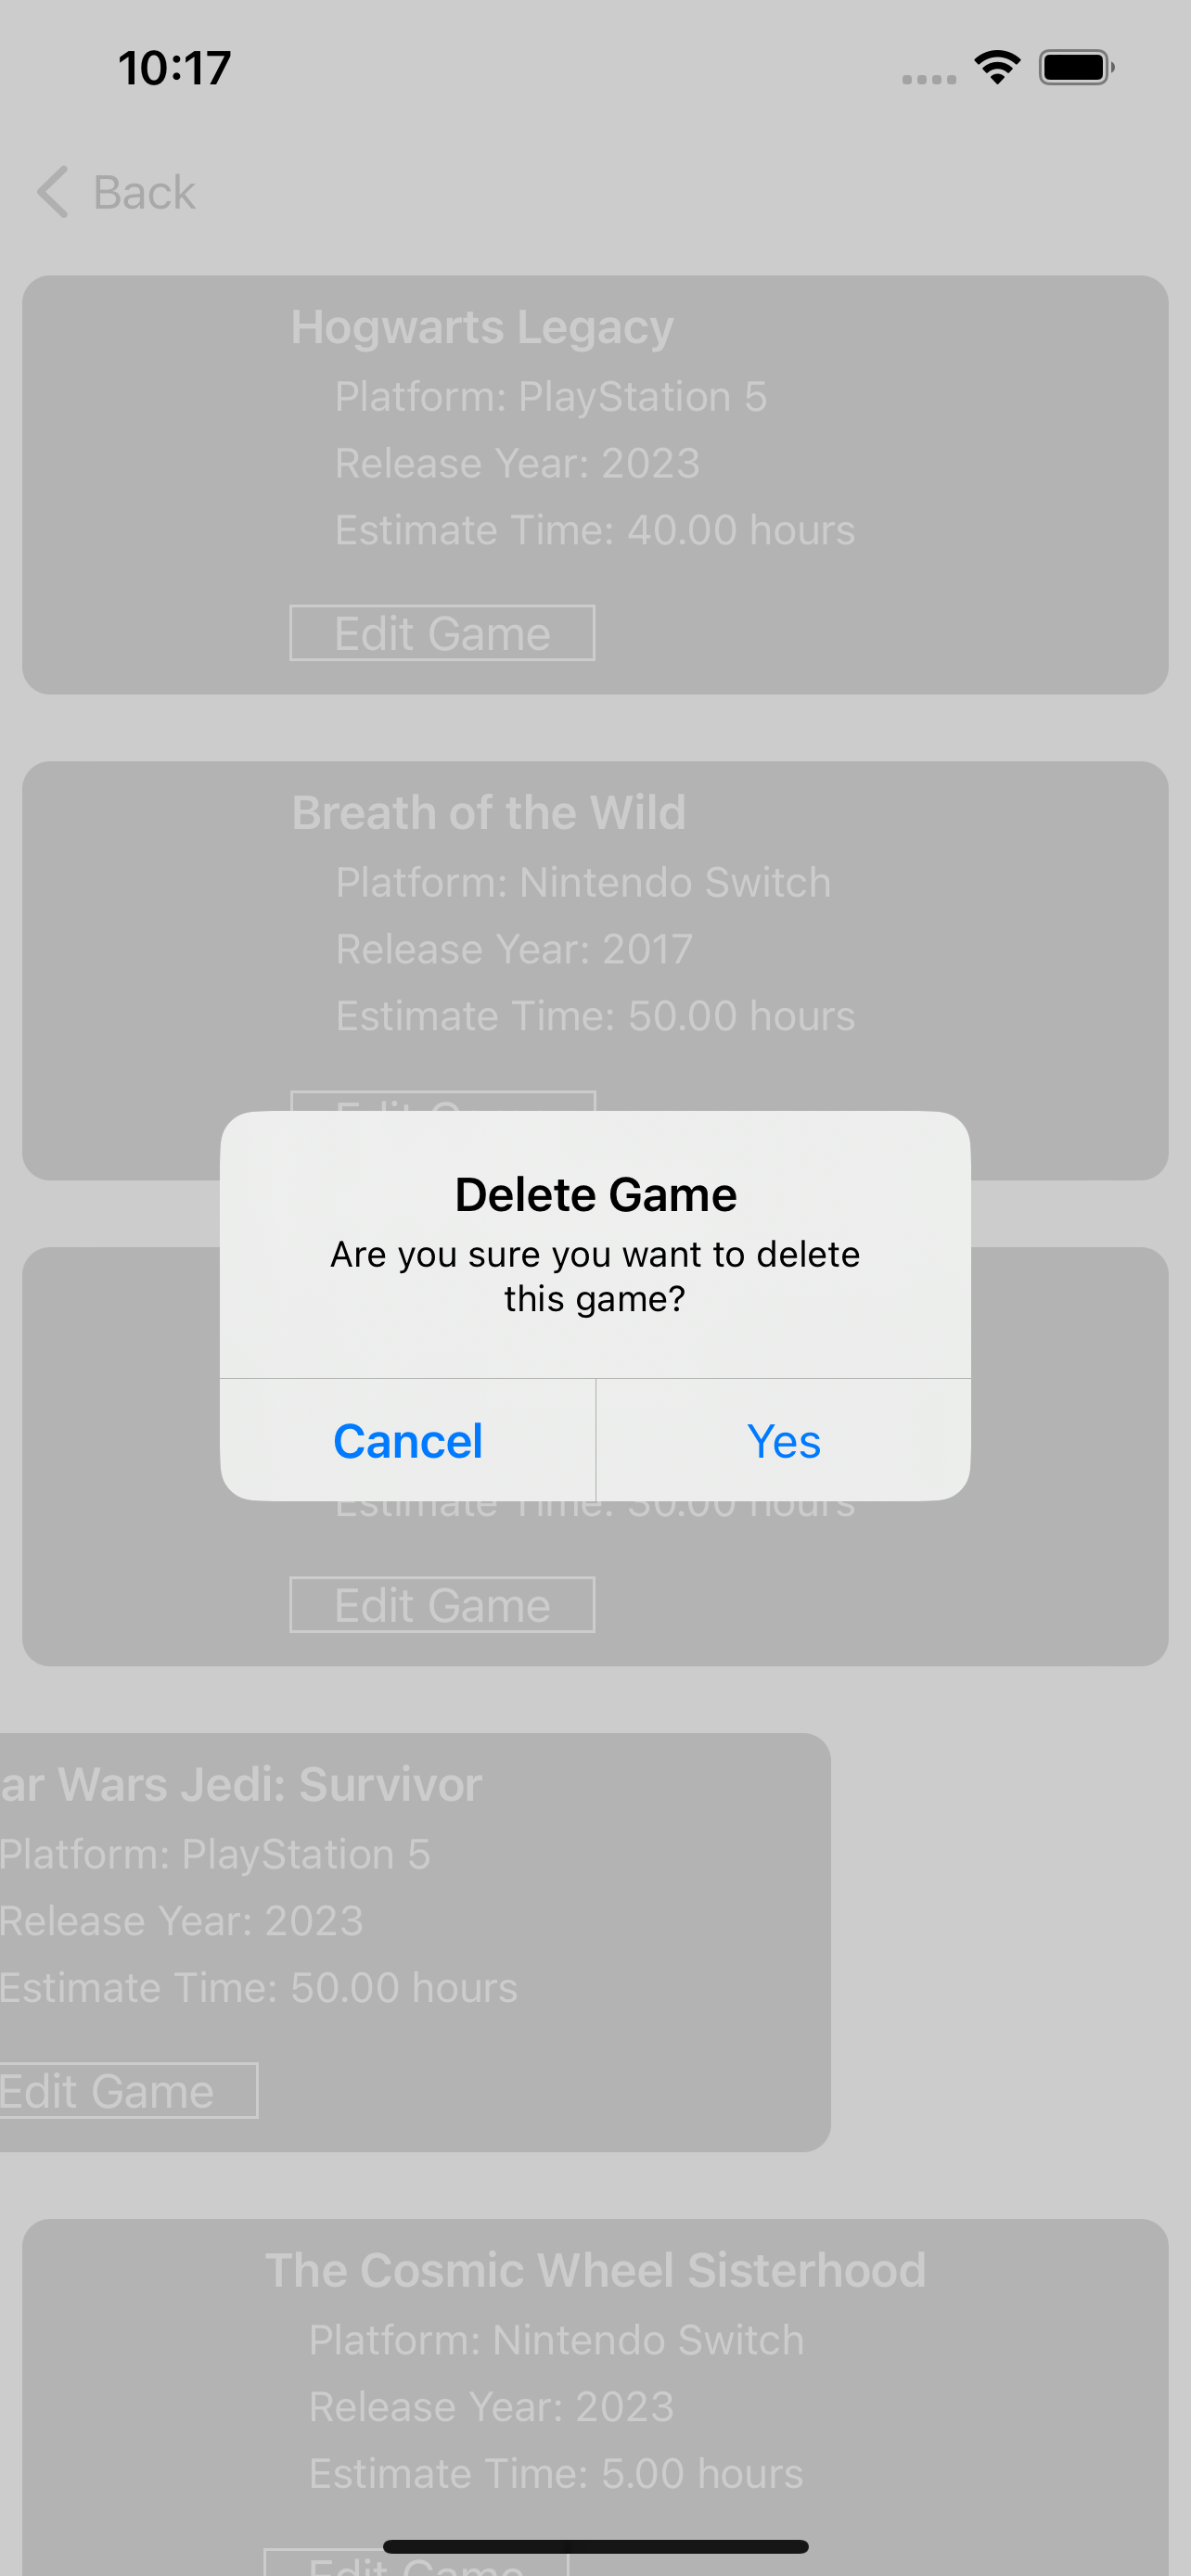 10:17
Back
Hogwarts Legacy
Platform: PlayStation 5
Release Year: 2023
Estimate Time: 40.00 hours
Edit Game
Breath of the Wild
Platform: Nintendo Switch
Release Year: 2017
Estimate Time: 50.00 hours
Edit Game
Delete Game
Are you sure you want to delete
this game?
Cancel
Yes
Estimate Time: 30.00 hours
Edit Game
ar Wars Jedi: Survivor
Platform: PlayStation 5
Release Year: 2023
Estimate Time: 50.00 hours
Edit Game
The Cosmic Wheel Sisterhood
Platform: Nintendo Switch
Release Year: 2023
Estimate Time: 5.00 hours
Edit Game